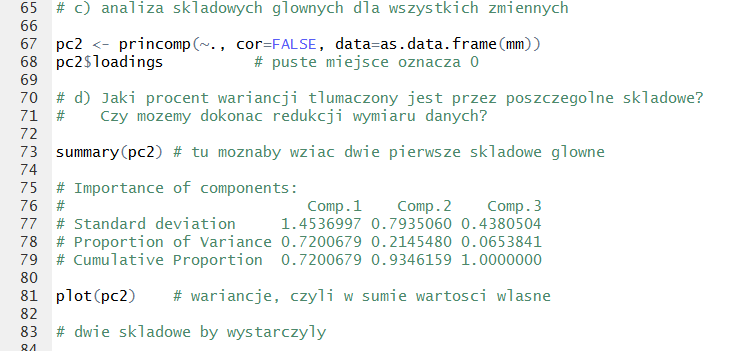 65 # c) analiza skladowych glownych dla wszystkich zmiennych
66
67 pc2 <- princomp(~., cor=FALSE, data=as.data.frame(mm))
68 pc2$loadings          # puste miejsce oznacza 0
69
70 # d) Jaki procent wariancji tlumaczony jest przez poszczegolne skladowe?
71 #    Czy mozemy dokonac redukcji wymiaru danych?
72
73 summary(pc2) # tu moznaby wziac dwie pierwsze skladowe glowne
74
75 # Importance of components:
76 #                           Comp.1    Comp.2    Comp.3
77 # Standard deviation     1.4536997 0.7935060 0.4380504
78 # Proportion of Variance 0.7200679 0.2145480 0.0653841
79 # Cumulative Proportion  0.7200679 0.9346159 1.0000000
80
81 plot(pc2)    # wariancje, czyli w sumie wartosci wlasne
82
83 # dwie skladowe by wystarczyly
84